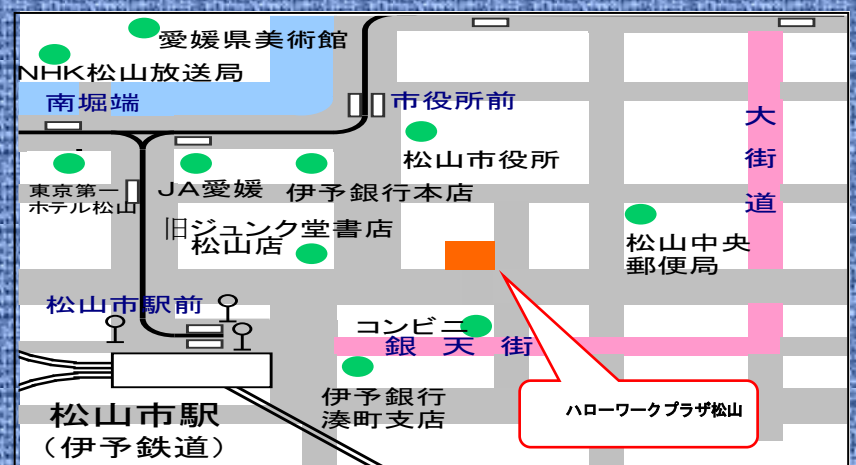 愛媛県美術館
NHK松山放送局
南堀端
市役所前
大街道
松山市役所
東京第一
ホテル松山
JA愛媛
伊予銀行本店
旧ジュンク堂書店
松山店
松山中央
郵便局
松山市駅前
コンビニ
銀天街
伊予銀行
湊町支店
ハローワークプラザ松山
松山市駅
（伊予鉄道）